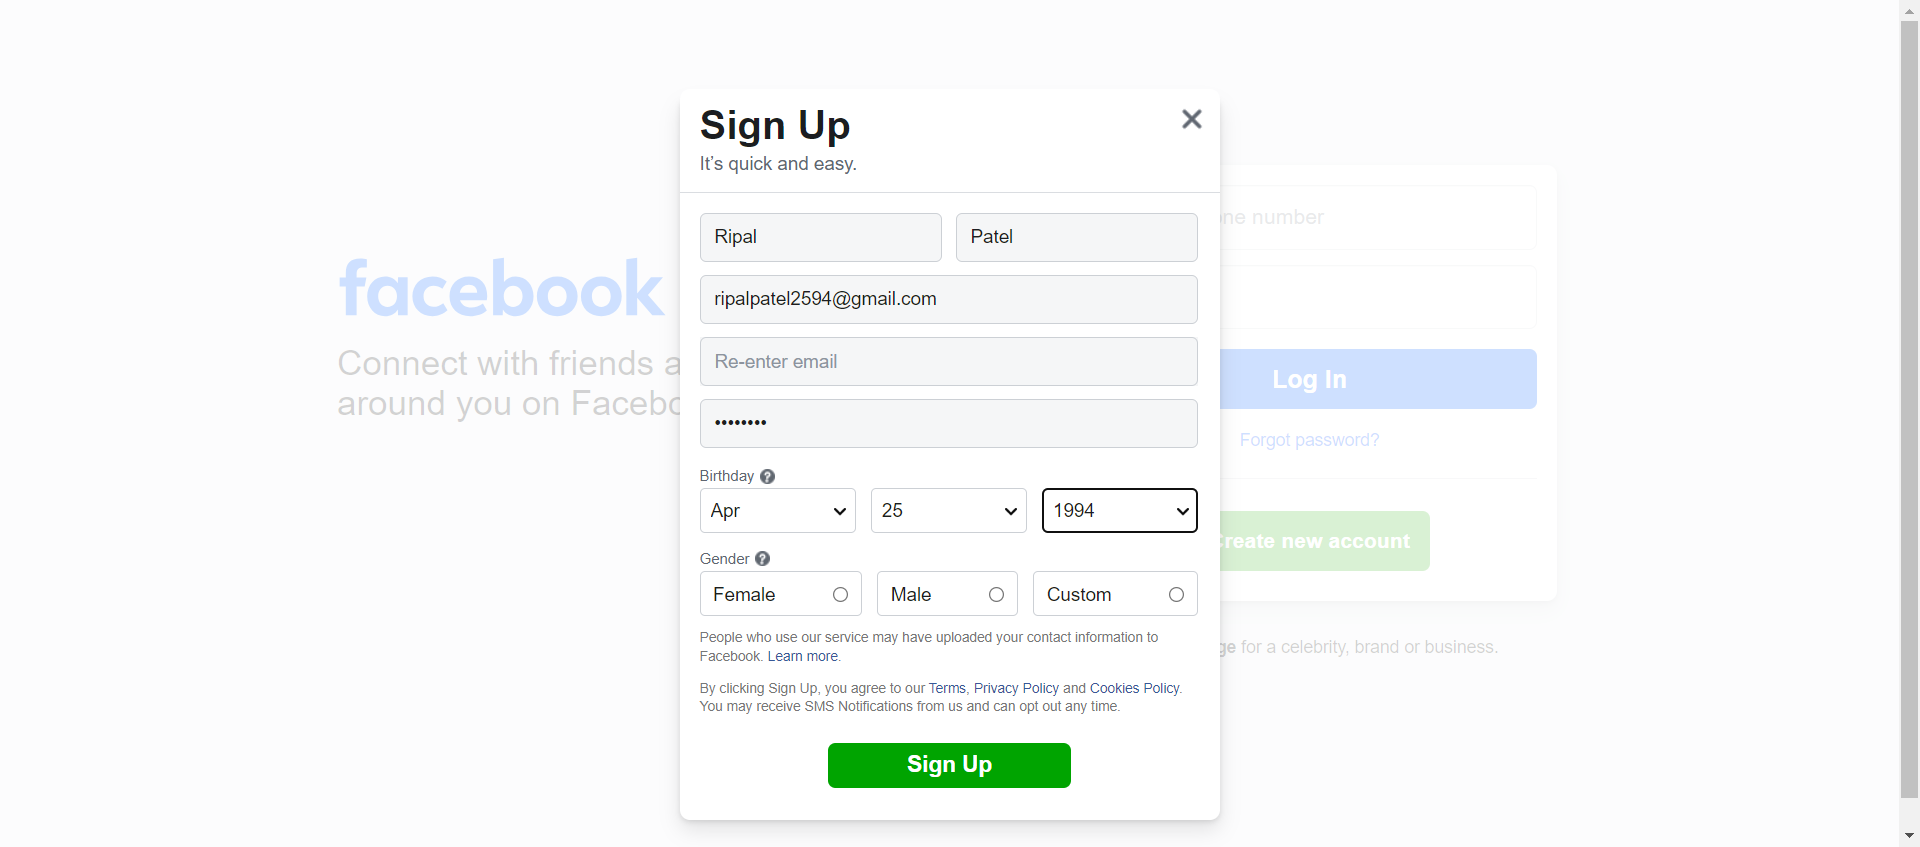 Sign Up
It's quick and easy.
Ripal
Patel
ripalpatel2594@gmail.com
Re-enter email
••••••••
Birthday ?
Apr
25
1994
Gender ?
Female
Male
Custom
People who use our service may have uploaded your contact information to
Facebook. Learn more.
By clicking Sign Up, you agree to our Terms, Privacy Policy and Cookies Policy.
You may receive SMS Notifications from us and can opt out any time.
Sign Up
facebook
Connect with friends a
around you on Facebo
ne number
Log In
Forgot password?
Create new account
ge for a celebrity, brand or business.